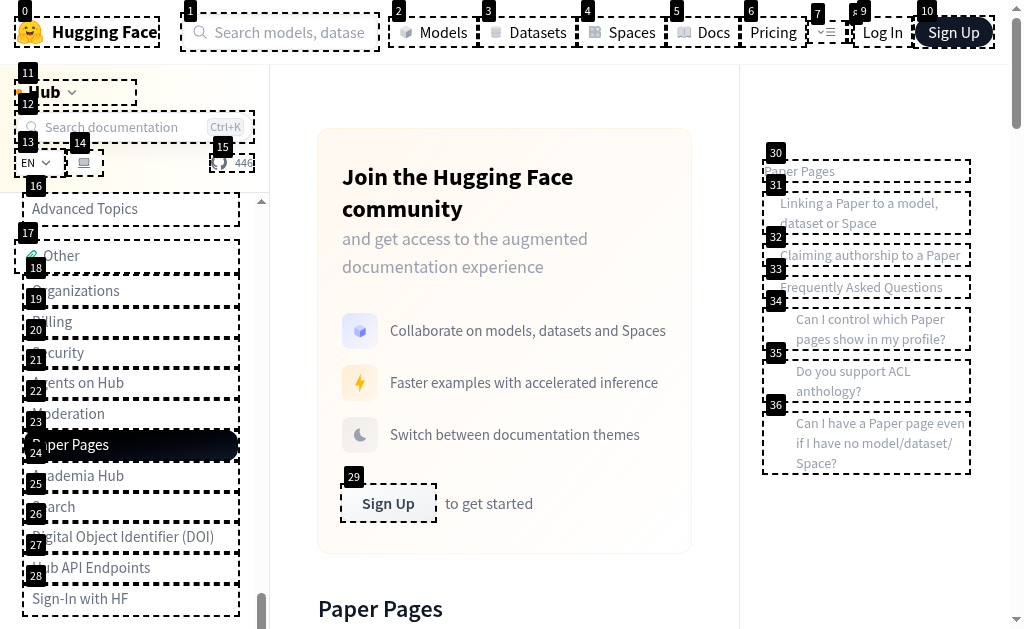 0 1 2 3 4 5 6 7 9 10
Hugging Face Search models, datase Models Datasets Spaces Docs Pricing Log In Sign Up
11
Hub
12
Search documentation Ctrl+K
13 14 15
EN 446
16
Advanced Topics
17
Other
18
Organizations
19
Billing
20
Security
21
Agents on Hub
22
Moderation
23
Paper Pages
24
Academia Hub
25
Search
26
Digital Object Identifier (DOI)
27
Hub API Endpoints
28
Sign-In with HF
Join the Hugging Face
community
and get access to the augmented
documentation experience
Collaborate on models, datasets and Spaces
Faster examples with accelerated inference
Switch between documentation themes
29
Sign Up to get started
Paper Pages
30
Paper Pages
31
Linking a Paper to a model,
dataset or Space
32
Claiming authorship to a Paper
33
Frequently Asked Questions
34
Can I control which Paper
pages show in my profile?
35
Do you support ACL
anthology?
36
Can I have a Paper page even
if I have no model/dataset/
Space?